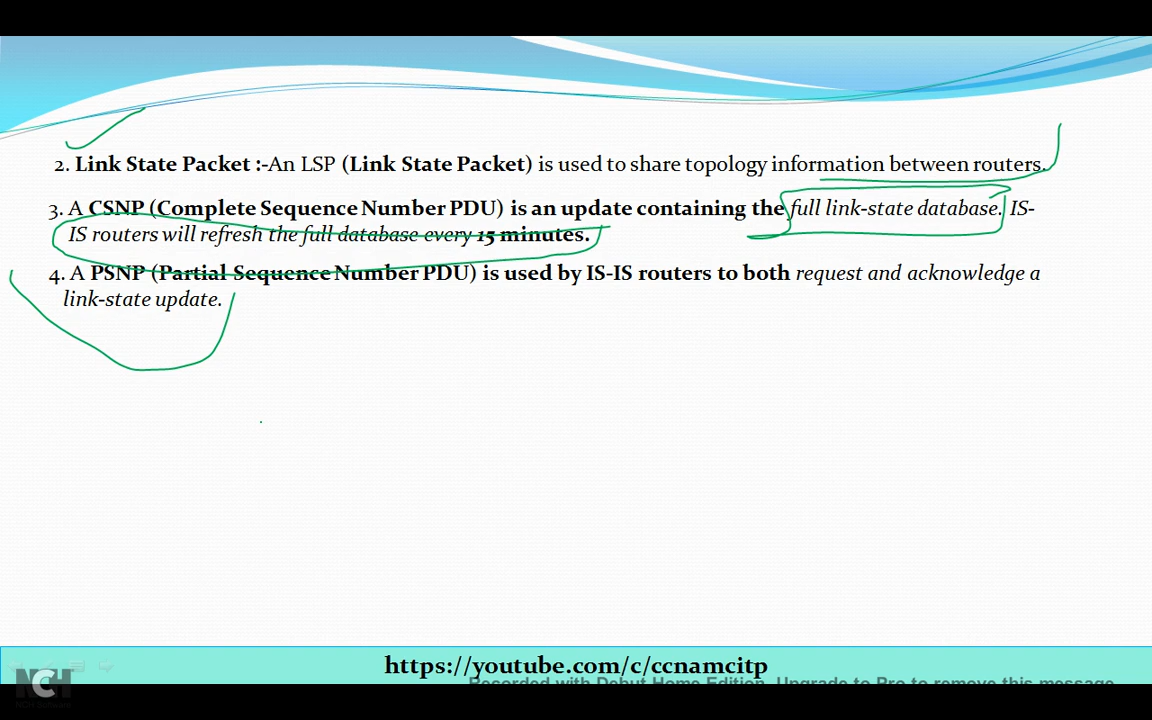 2. Link State Packet :-An LSP (Link State Packet) is used to share topology information between routers.
3. A CSNP (Complete Sequence Number PDU) is an update containing the full link-state database. IS-
IS routers will refresh the full database every 15 minutes.
4. A PSNP (Partial Sequence Number PDU) is used by IS-IS routers to both request and acknowledge a
link-state update.
https://youtube.com/c/ccnamcitp
Recorded with Debut Home Edition. Upgrade to Pro to remove this message
NCH
NCH Software